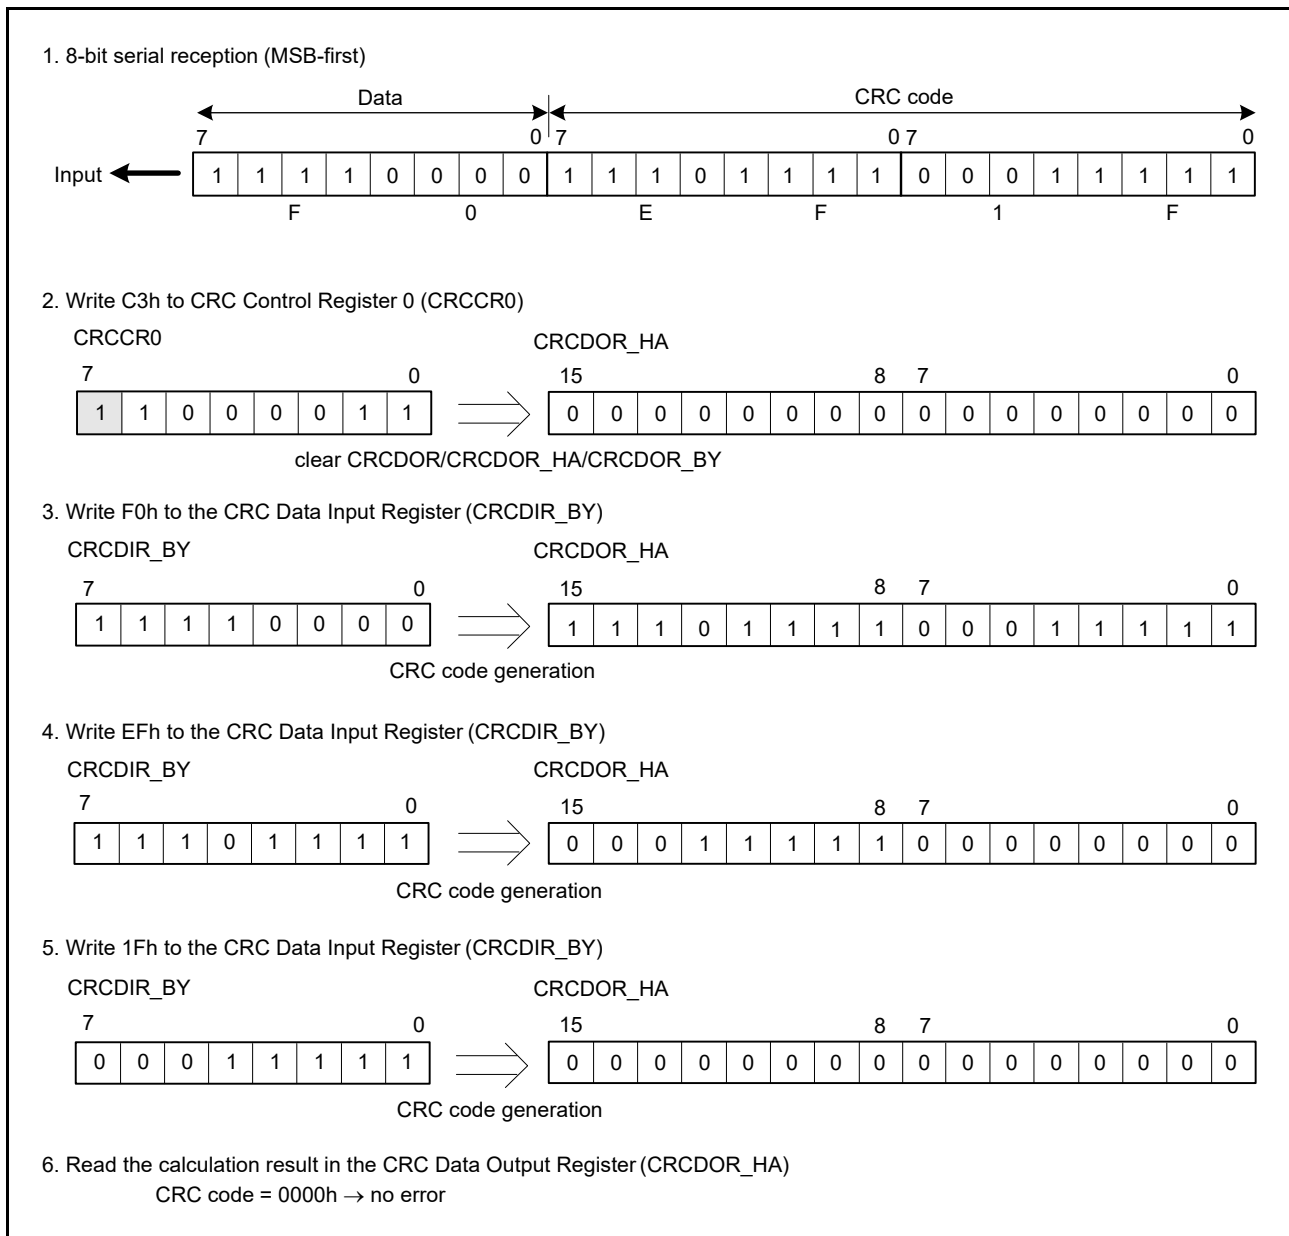 1. 8-bit serial reception (MSB-first)
Data CRC code
7 0 7 0 7 0
Input 1 1 1 1 0 0 0 0 1 1 1 0 1 1 1 1 0 0 0 1 1 1 1 1
F 0 E F 1 F
2. Write C3h to CRC Control Register 0 (CRCCR0)
CRCCR0 CRCDOR_HA
7 0 15 8 7 0
1 1 0 0 0 0 1 1 0 0 0 0 0 0 0 0 0 0 0 0 0 0 0 0
clear CRCDOR/CRCDOR_HA/CRCDOR_BY
3. Write F0h to the CRC Data Input Register (CRCDIR_BY)
CRCDIR_BY CRCDOR_HA
7 0 15 8 7 0
1 1 1 1 0 0 0 0 1 1 1 0 1 1 1 1 0 0 0 1 1 1 1 1
CRC code generation
4. Write EFh to the CRC Data Input Register (CRCDIR_BY)
CRCDIR_BY CRCDOR_HA
7 0 15 8 7 0
1 1 1 0 1 1 1 1 0 0 0 1 1 1 1 1 0 0 0 0 0 0 0 0
CRC code generation
5. Write 1Fh to the CRC Data Input Register (CRCDIR_BY)
CRCDIR_BY CRCDOR_HA
7 0 15 8 7 0
0 0 0 1 1 1 1 1 0 0 0 0 0 0 0 0 0 0 0 0 0 0 0 0
CRC code generation
6. Read the calculation result in the CRC Data Output Register (CRCDOR_HA)
CRC code = 0000h → no error